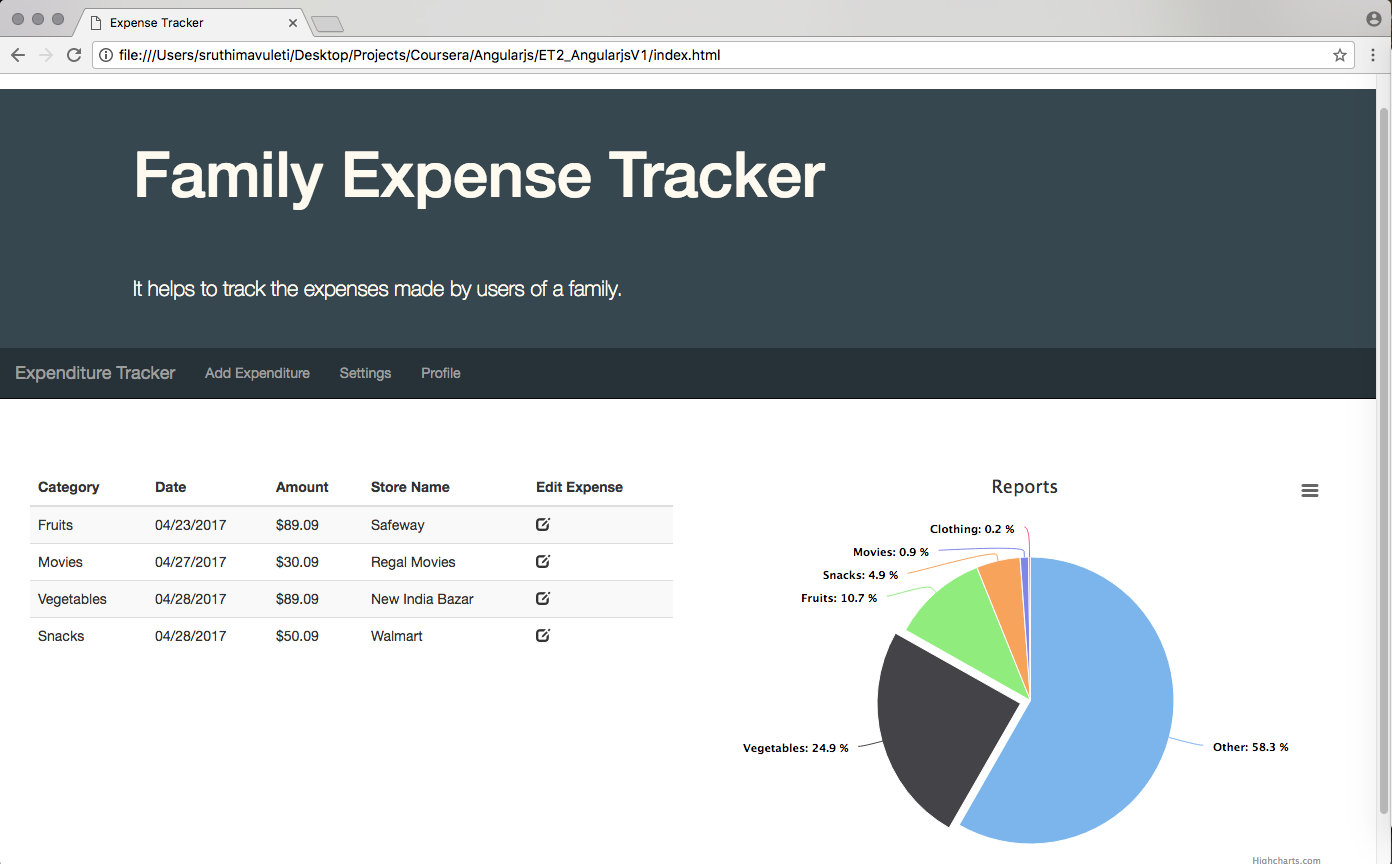 Expense Tracker
file:///Users/sruthimavuleti/Desktop/Projects/Coursera/Angularjs/ET2_AngularjsV1/index.html
Family Expense Tracker
It helps to track the expenses made by users of a family.
Expenditure Tracker Add Expenditure Settings Profile
Category Date Amount Store Name Edit Expense
Fruits 04/23/2017 $89.09 Safeway
Movies 04/27/2017 $30.09 Regal Movies
Vegetables 04/28/2017 $89.09 New India Bazar
Snacks 04/28/2017 $50.09 Walmart
Reports
Clothing: 0.2 %
Movies: 0.9 %
Snacks: 4.9 %
Fruits: 10.7 %
Vegetables: 24.9 %
Other: 58.3 %
Highcharts.com